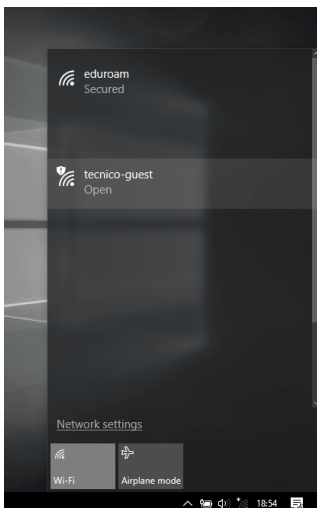 eduroam
Secured
tecnico-guest
Open
Network settings
Wi-Fi
Airplane mode
18:54